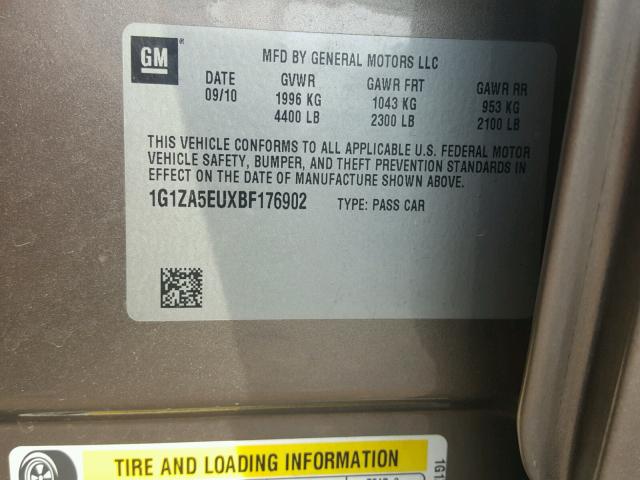 GM
MFD BY GENERAL MOTORS LLC
DATE GVWR GAWR FRT GAWR RR
09/10 1996 KG 1043 KG 953 KG
4400 LB 2300 LB 2100 LB
THIS VEHICLE CONFORMS TO ALL APPLICABLE U.S. FEDERAL MOTOR
VEHICLE SAFETY, BUMPER, AND THEFT PREVENTION STANDARDS IN
EFFECT ON THE DATE OF MANUFACTURE SHOWN ABOVE.
1G1ZA5EUXBF176902 TYPE: PASS CAR
TIRE AND LOADING INFORMATION
1G1